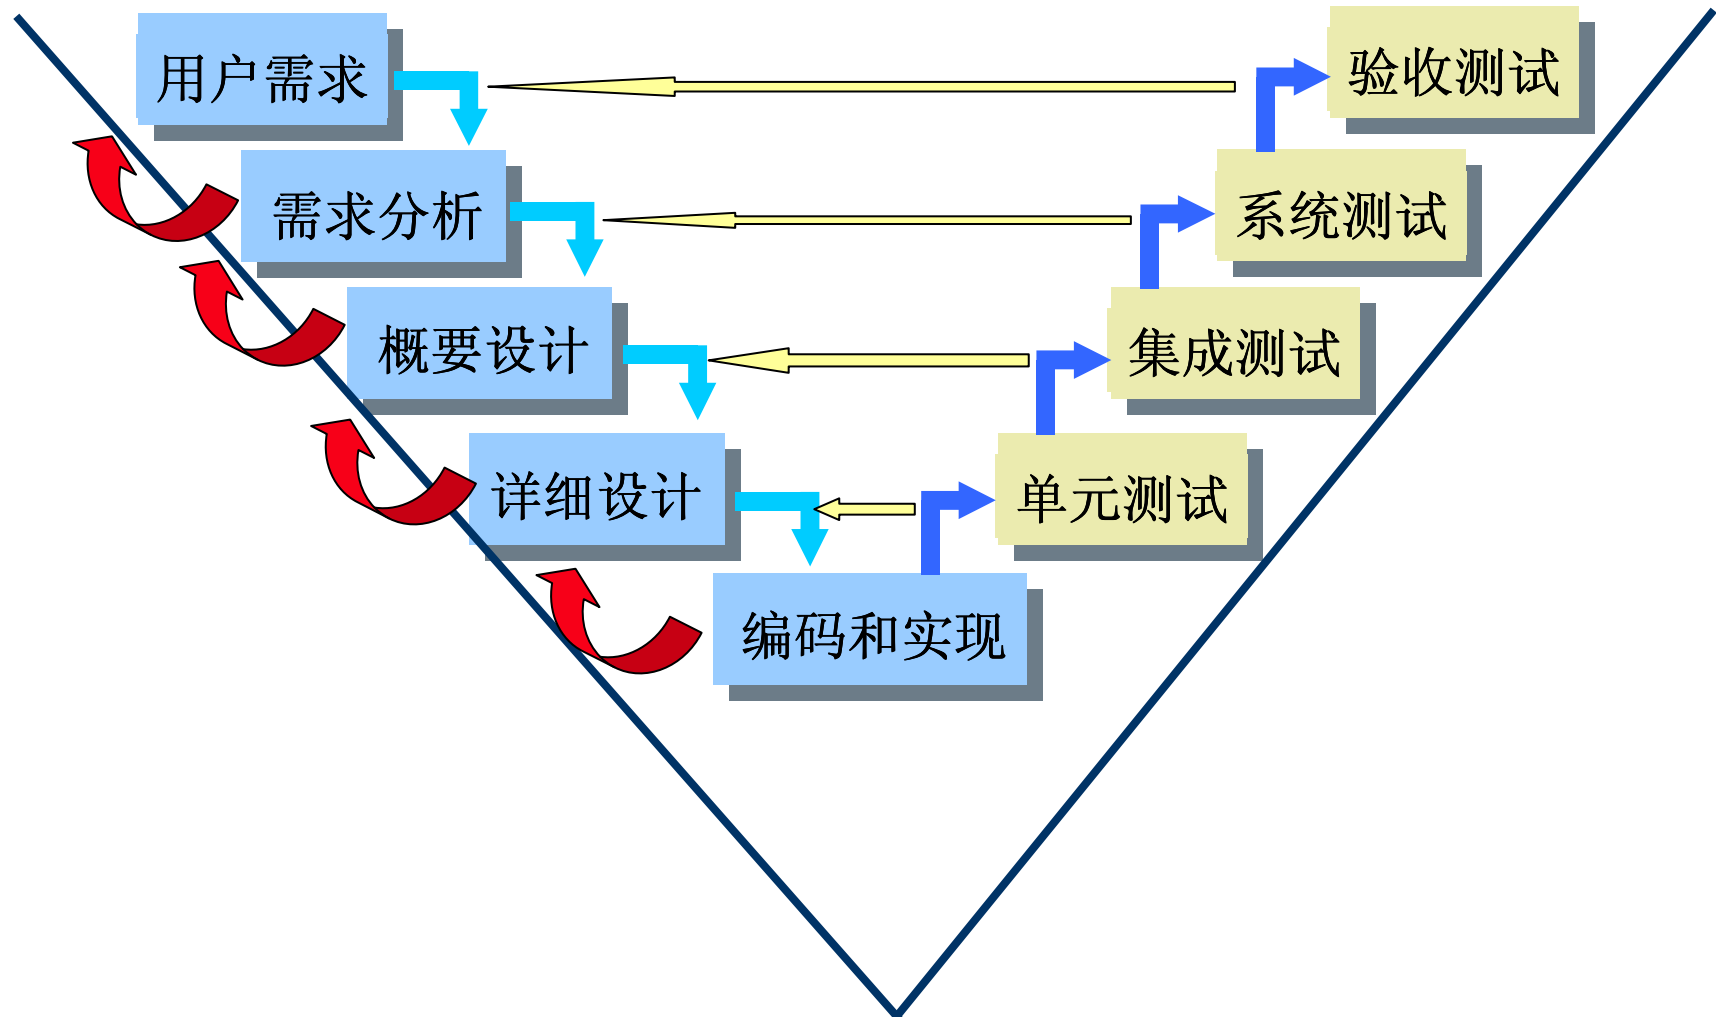 用户需求
验收测试
需求分析
系统测试
概要设计
集成测试
详细设计
单元测试
编码和实现